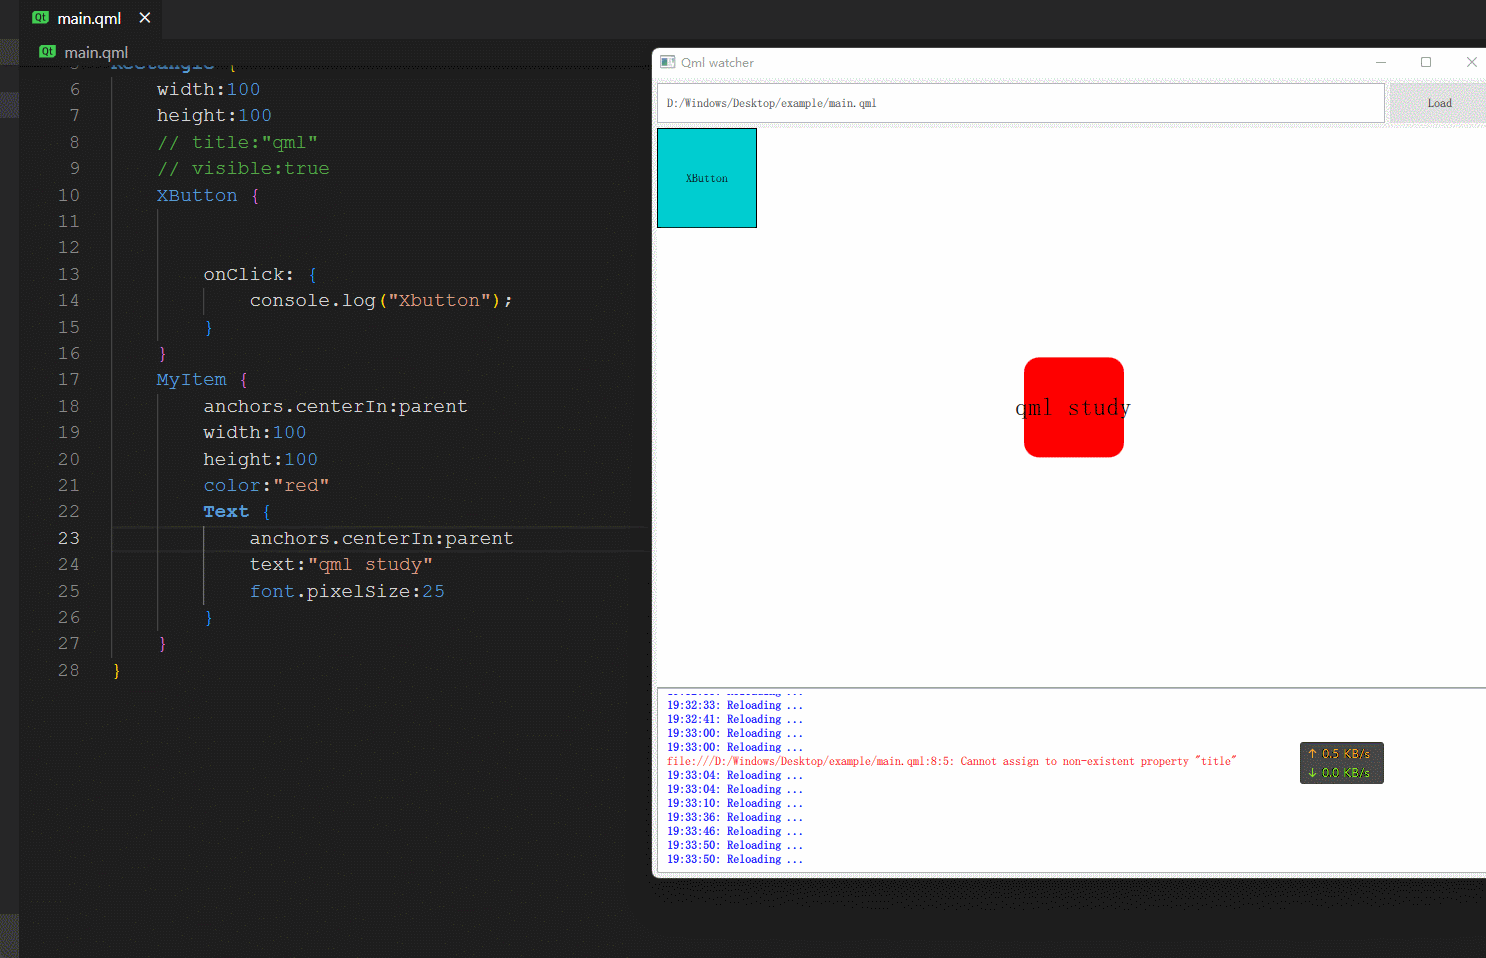 main.qml
main.qml
5 Rectangle {
6 width:100
7 height:100
8 // title:"qml"
9 // visible:true
10 XButton {
11
12
13 onClick: {
14 console.log("Xbutton");
15 }
16 }
17 MyItem {
18 anchors.centerIn:parent
19 width:100
20 height:100
21 color:"red"
22 Text {
23 anchors.centerIn:parent
24 text:"qml study"
25 font.pixelSize:25
26 }
27 }
28 }
Qml watcher
D:/Windows/Desktop/example/main.qml
Load
XButton
qml study
Reloading ...
19:32:33: Reloading ...
19:32:41: Reloading ...
19:33:00: Reloading ...
19:33:00: Reloading ...
file:///D:/Windows/Desktop/example/main.qml:8:5: Cannot assign to non-existent property "title"
19:33:04: Reloading ...
19:33:04: Reloading ...
19:33:10: Reloading ...
19:33:36: Reloading ...
19:33:46: Reloading ...
19:33:50: Reloading ...
19:33:50: Reloading ...
↑ 0.5 KB/s
↓ 0.0 KB/s